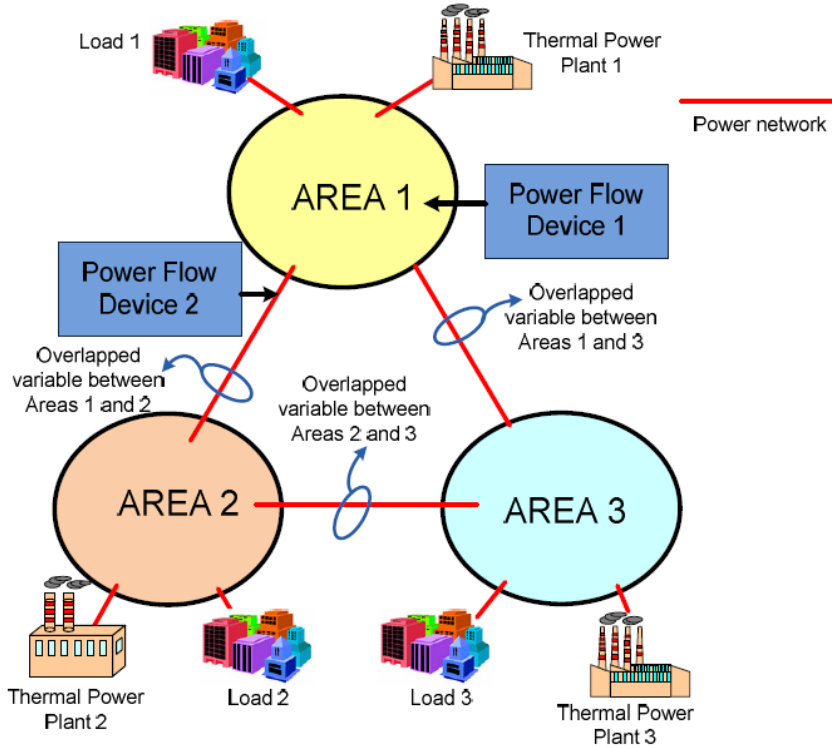 Load 1
Thermal Power
Plant 1
Power network
AREA 1
Power Flow
Device 1
Power Flow
Device 2
Overlapped
variable between
Areas 1 and 3
Overlapped
variable between
Areas 1 and 2
Overlapped
variable between
Areas 2 and 3
AREA 2
AREA 3
Thermal Power
Plant 2
Load 2
Load 3
Thermal Power
Plant 3